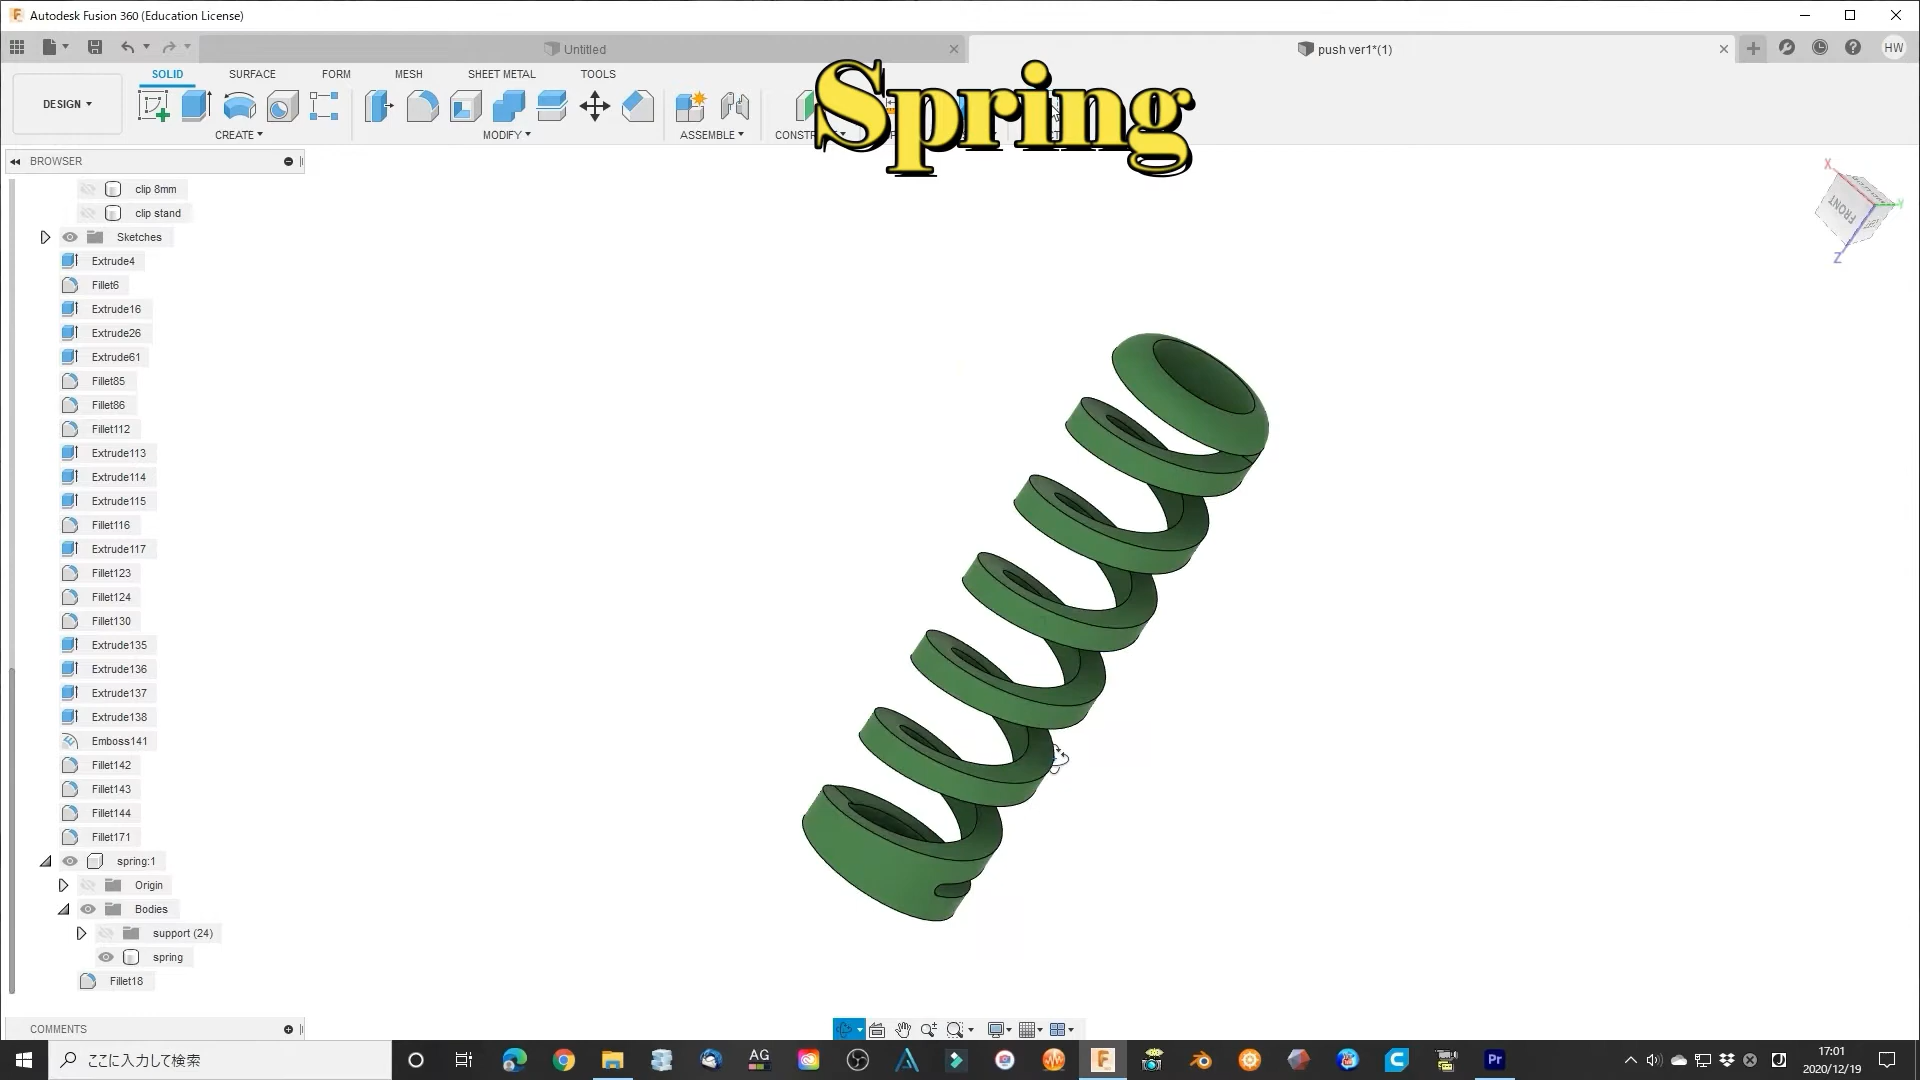 Autodesk Fusion 360 (Education License)
Untitled
push ver1*(1)
HW
SOLID
SURFACE
FORM
MESH
SHEET METAL
TOOLS
Spring
DESIGN
CREATE
MODIFY
ASSEMBLE
BROWSER
clip 8mm
clip stand
Sketches
Extrude4
Fillet6
Extrude16
Extrude26
Extrude61
Fillet85
Fillet86
Fillet112
Extrude113
Extrude114
Extrude115
Fillet116
Extrude117
Fillet123
Fillet124
Fillet130
Extrude135
Extrude136
Extrude137
Extrude138
Emboss141
Fillet142
Fillet143
Fillet144
Fillet171
spring:1
Origin
Bodies
support (24)
spring
Fillet18
X
Y
FRONT
Z
COMMENTS
ここに入力して検索
AG
Pr
17:01
2020/12/19